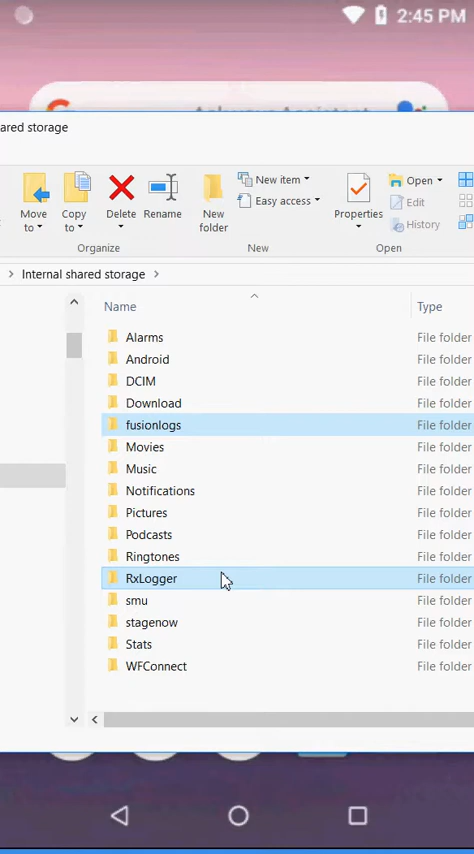 2:45 PM
ared storage
Move to
Copy to
Delete
Rename
New folder
New item
Easy access
Properties
Open
Edit
History
Organize
New
Open
Internal shared storage
Name
Type
Alarms
File folder
Android
File folder
DCIM
File folder
Download
File folder
fusionlogs
File folder
Movies
File folder
Music
File folder
Notifications
File folder
Pictures
File folder
Podcasts
File folder
Ringtones
File folder
RxLogger
File folder
smu
File folder
stagenow
File folder
Stats
File folder
WFConnect
File folder